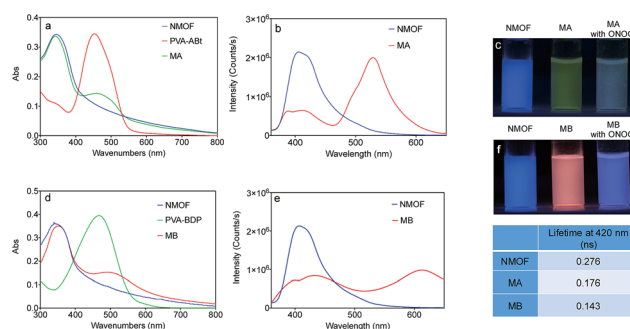 a
0.4
0.3
0.2
0.1
0.0
Abs
300 400 500 600 700 800
Wavenumbers (nm)
NMOF
PVA-ABt
MA
b
3×10⁶
2×10⁶
1×10⁶
0
Intensity (Counts/s)
400 500 600
Wavelength (nm)
NMOF
MA
NMOF MA MA
with ONOO
c
NMOF MB MB
with ONOO
f
d
0.5
0.4
0.3
0.2
0.1
0.0
Abs
300 400 500 600 700 800
Wavenumbers (nm)
NMOF
PVA-BDP
MB
e
3×10⁶
2×10⁶
1×10⁶
0
Intensity (Counts/s)
400 500 600
Wavelength (nm)
NMOF
MB
Lifetime at 420 nm
(ns)
NMOF 0.276
MA 0.176
MB 0.143